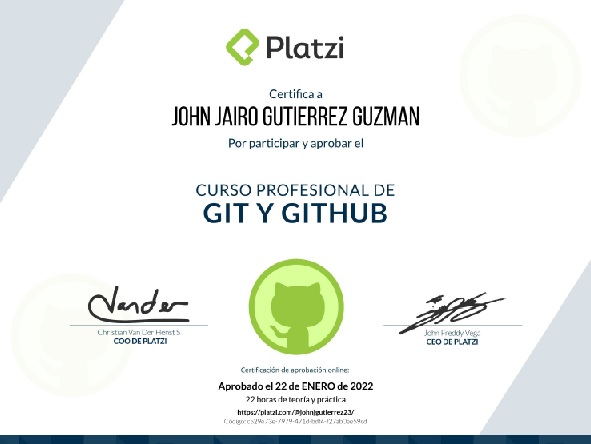 Platzi
Certifica a
JOHN JAIRO GUTIERREZ GUZMAN
Por participar y aprobar el
CURSO PROFESIONAL DE
GIT Y GITHUB
Christian Van Der Henst S
COO DE PLATZI
John Freddy Vega
CEO DE PLATZI
Certificación de aprobación online:
Aprobado el 22 de ENERO de 2022
22 horas de teoría y práctica
https://platzi.com/@johnjgutierrez23/